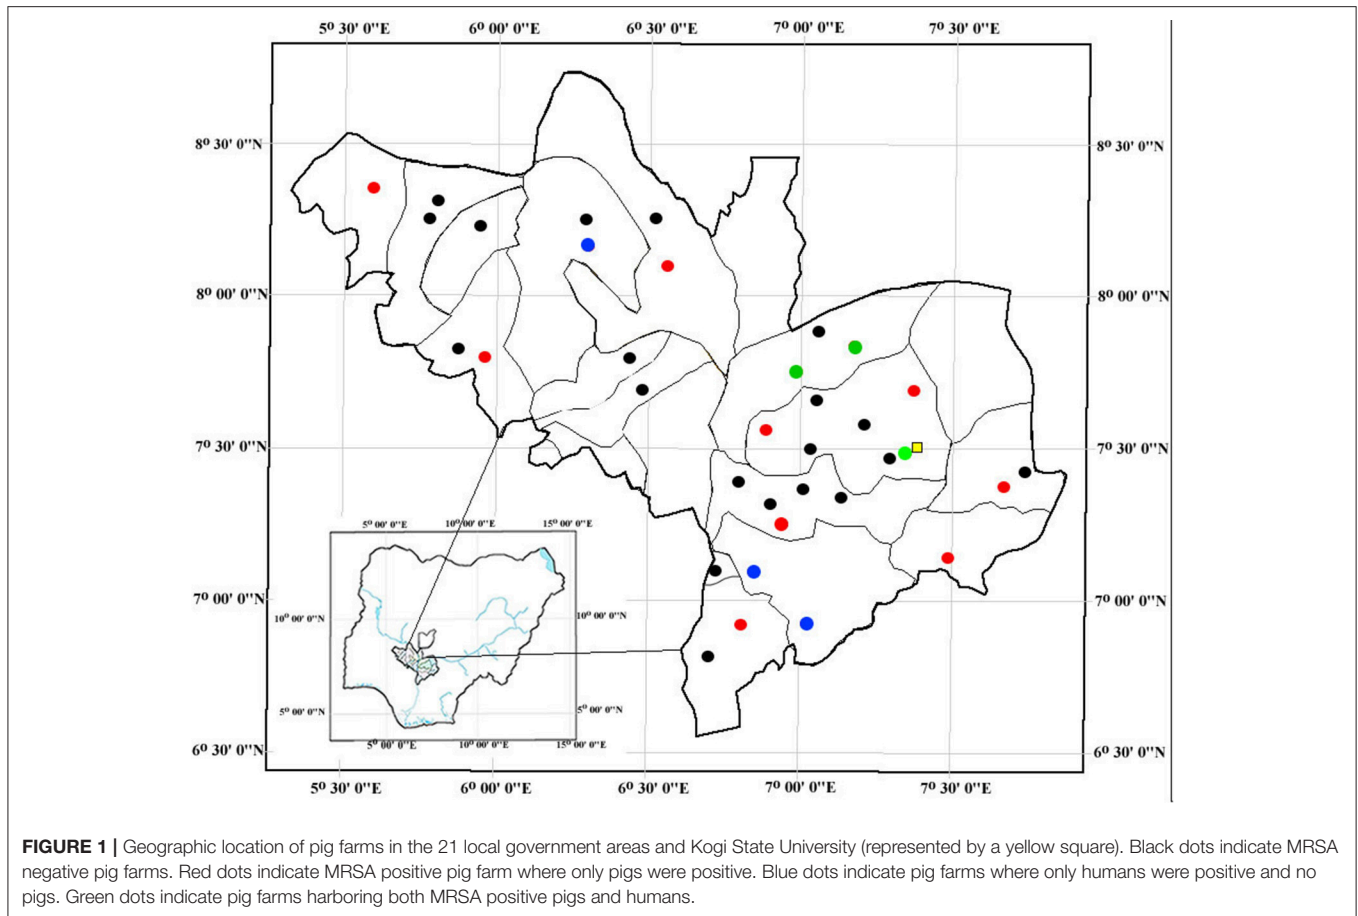 5⁰ 30' 0''E 6⁰ 00' 0''E 6⁰ 30' 0''E 7⁰ 00' 0''E 7⁰ 30' 0''E
8⁰ 30' 0''N 8⁰ 30' 0''N
8⁰ 00' 0''N 8⁰ 00' 0''N
7⁰ 30' 0''N 7⁰ 30' 0''N
5⁰ 00' 0''E 10⁰ 00' 0''E 15⁰ 00' 0''E
7⁰ 00' 0''N 7⁰ 00' 0''N
10⁰ 00' 0''N 10⁰ 00' 0''N
5⁰ 00' 0''N 5⁰ 00' 0''N
5⁰ 00' 0''E 10⁰ 00' 0''E 15⁰ 00' 0''E
6⁰ 30' 0''N 6⁰ 30' 0''N
5⁰ 30' 0''E 6⁰ 00' 0''E 6⁰ 30' 0''E 7⁰ 00' 0''E 7⁰ 30' 0''E
FIGURE 1 | Geographic location of pig farms in the 21 local government areas and Kogi State University (represented by a yellow square). Black dots indicate MRSA
negative pig farms. Red dots indicate MRSA positive pig farm where only pigs were positive. Blue dots indicate pig farms where only humans were positive and no
pigs. Green dots indicate pig farms harboring both MRSA positive pigs and humans.